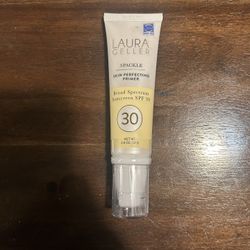 LAURA
GELLER
SPACKLE
SKIN PERFECTING
PRIMER
Broad Spectrum
Sunscreen SPF 30
30